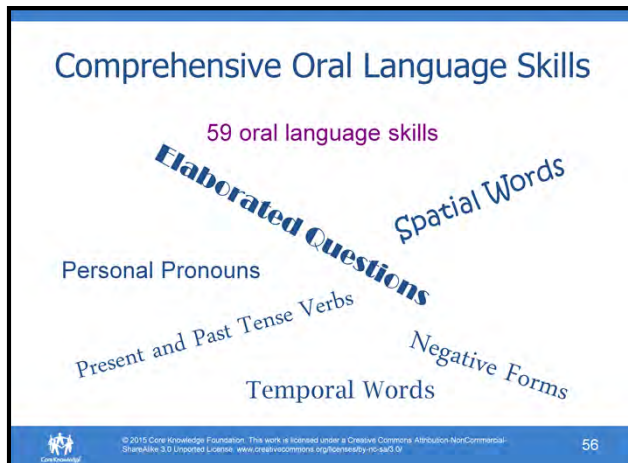 Comprehensive Oral Language Skills
59 oral language skills
Elaborated Questions
Spatial Words
Personal Pronouns
Present and Past Tense Verbs
Negative Forms
Temporal Words
CoreKnowledge
© 2015 Core Knowledge Foundation. This work is licensed under a Creative Commons Attribution-NonCommercial-
ShareAlike 3.0 Unported License. www.creativecommons.org/licenses/by-nc-sa/3.0/
56